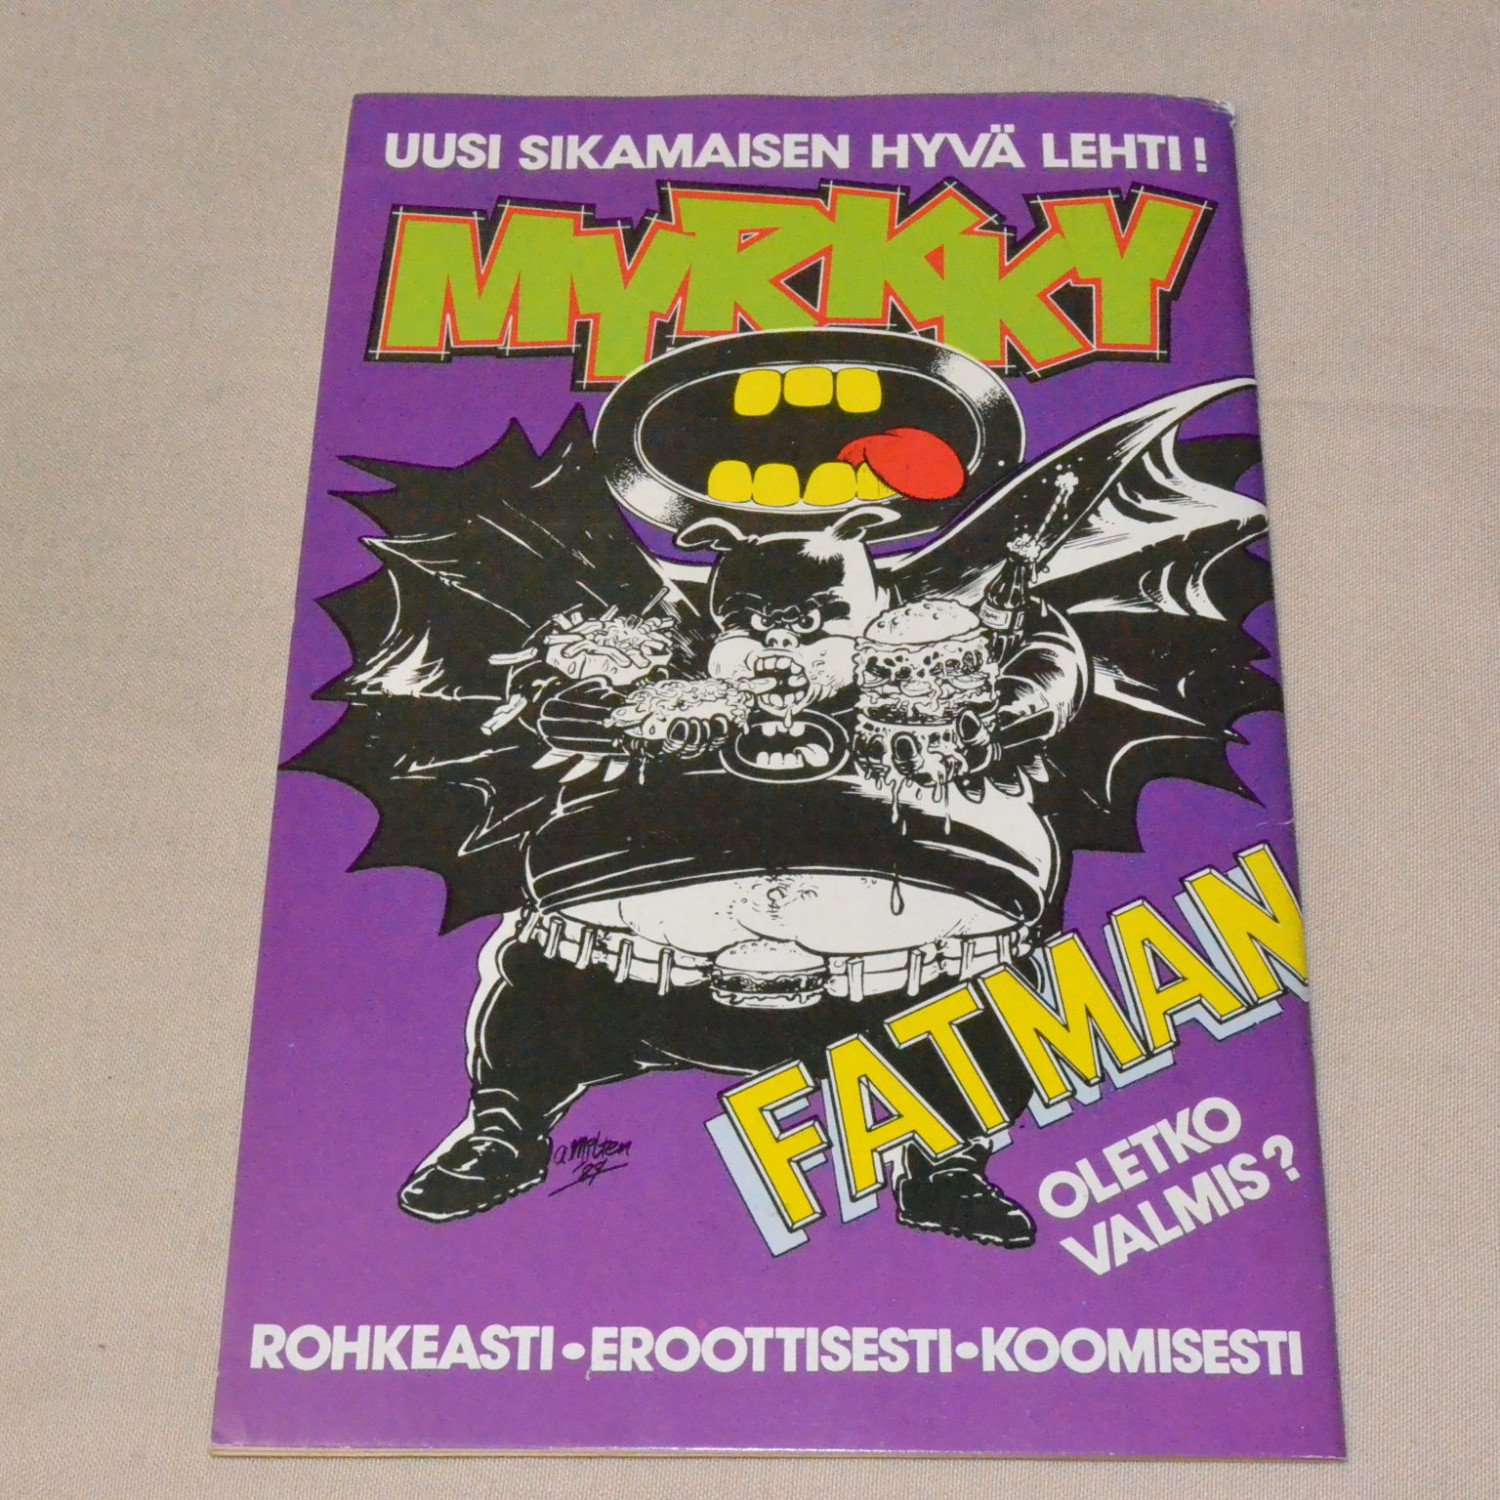 UUSI SIKAMAISEN HYVÄ LEHTI!
MYRKKY
FATMAN
OLETKO
VALMIS?
ROHKEASTI•EROOTTISESTI•KOOMISESTI